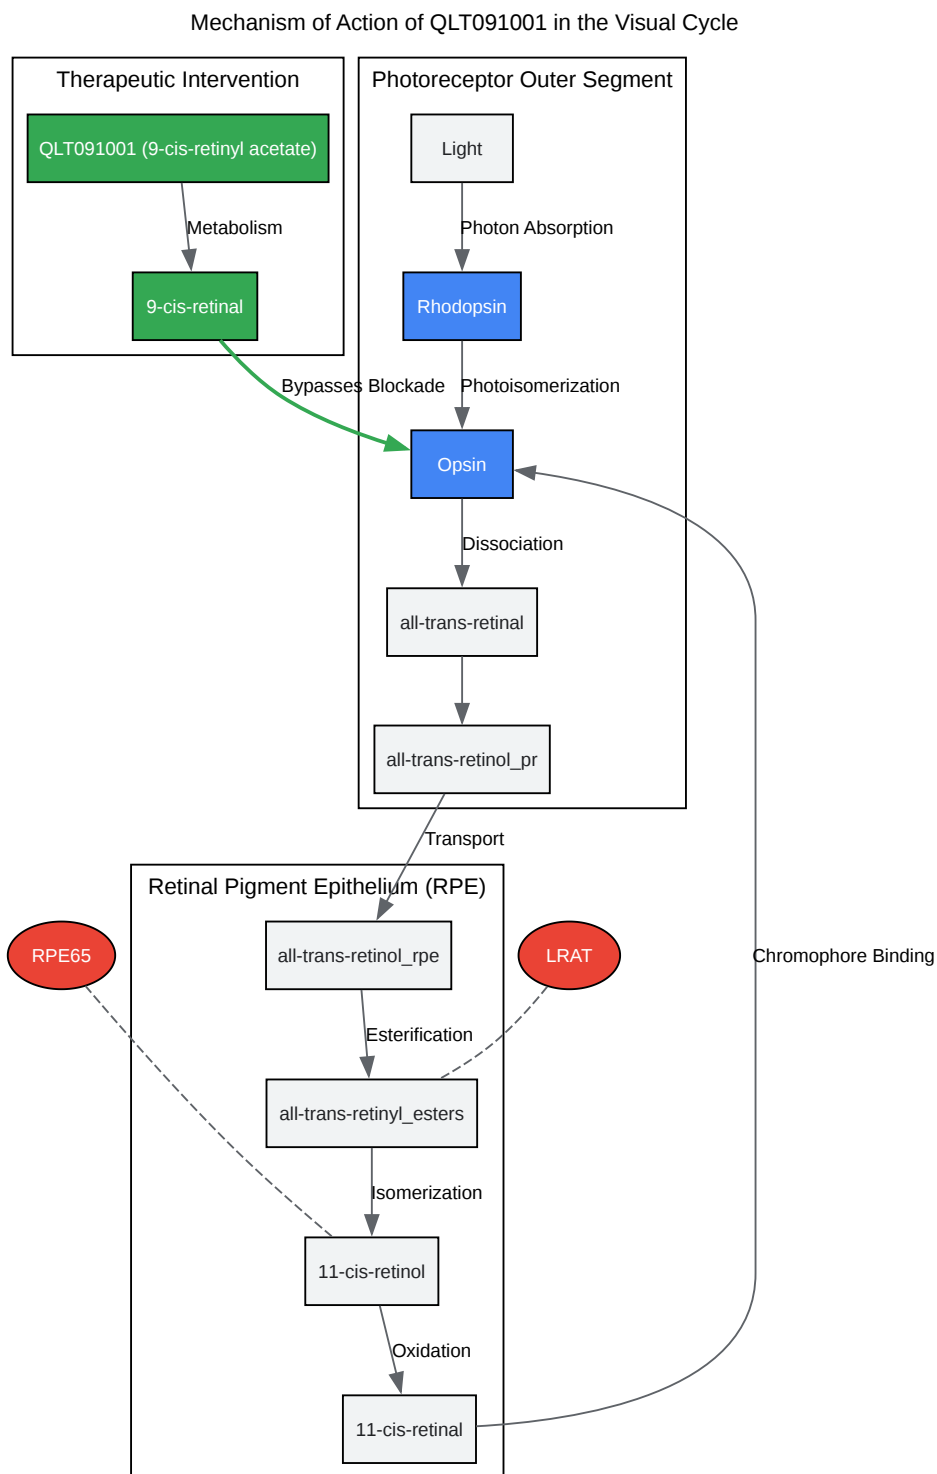 Mechanism of Action of QLT091001 in the Visual Cycle
Therapeutic Intervention
QLT091001 (9-cis-retinyl acetate)
Metabolism
9-cis-retinal
Bypasses Blockade
Photoreceptor Outer Segment
Light
Photon Absorption
Rhodopsin
Photoisomerization
Opsin
Dissociation
all-trans-retinal
all-trans-retinol_pr
Transport
Retinal Pigment Epithelium (RPE)
RPE65
all-trans-retinol_rpe
LRAT
Chromophore Binding
Esterification
all-trans-retinyl_esters
Isomerization
11-cis-retinol
Oxidation
11-cis-retinal